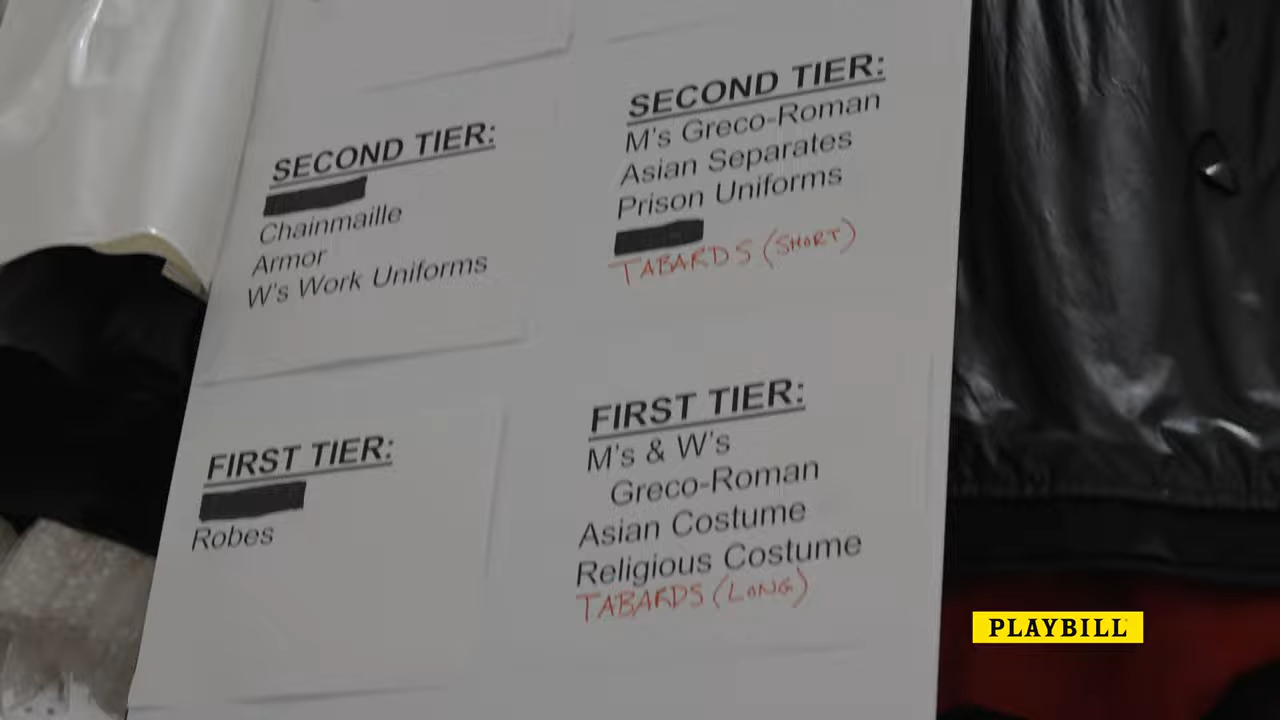 SECOND TIER:
Chainmaille
Armor
W's Work Uniforms
FIRST TIER:
Robes
SECOND TIER:
M's Greco-Roman
Asian Separates
Prison Uniforms
TABARDS (SHORT)
FIRST TIER:
M's & W's
Greco-Roman
Asian Costume
Religious Costume
TABARDS (LONG)
PLAYBILL